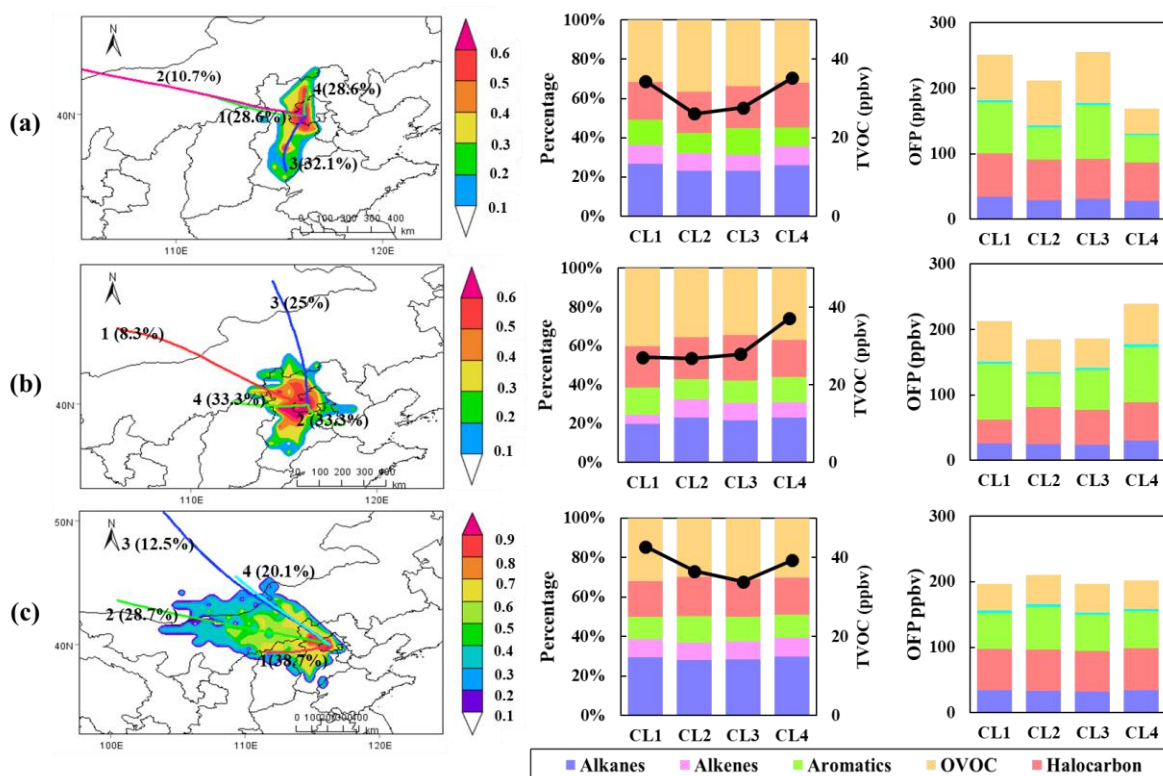 (a)
N
40N
110E
120E
2(10.7%)
1(28.6%)
4(28.6%)
3(32.1%)
0 100 200 300 400
km
0.6
0.5
0.4
0.3
0.2
0.1
Percentage
100%
80%
60%
40%
20%
0%
CL1 CL2 CL3 CL4
40
20
0
TVOC (ppbv)
OFP (ppbv)
300
200
100
0
CL1 CL2 CL3 CL4
(b)
N
40N
110E
120E
3 (25%)
1 (8.3%)
4 (33.3%)
2 (33.3%)
0 100 200 300 400
km
0.6
0.5
0.4
0.3
0.2
0.1
Percentage
100%
80%
60%
40%
20%
0%
CL1 CL2 CL3 CL4
40
20
0
TVOC (ppbv)
OFP (ppbv)
300
200
100
0
CL1 CL2 CL3 CL4
(c)
N
50N
40N
100E
110E
120E
3 (12.5%)
4 (20.1%)
2 (28.7%)
1(38.7%)
km
0.9
0.8
0.7
0.6
0.5
0.4
0.3
0.2
0.1
Percentage
100%
80%
60%
40%
20%
0%
CL1 CL2 CL3 CL4
40
20
0
TVOC (ppbv)
OFP ppbv)
300
200
100
0
CL1 CL2 CL3 CL4
Alkanes Alkenes Aromatics OVOC Halocarbon